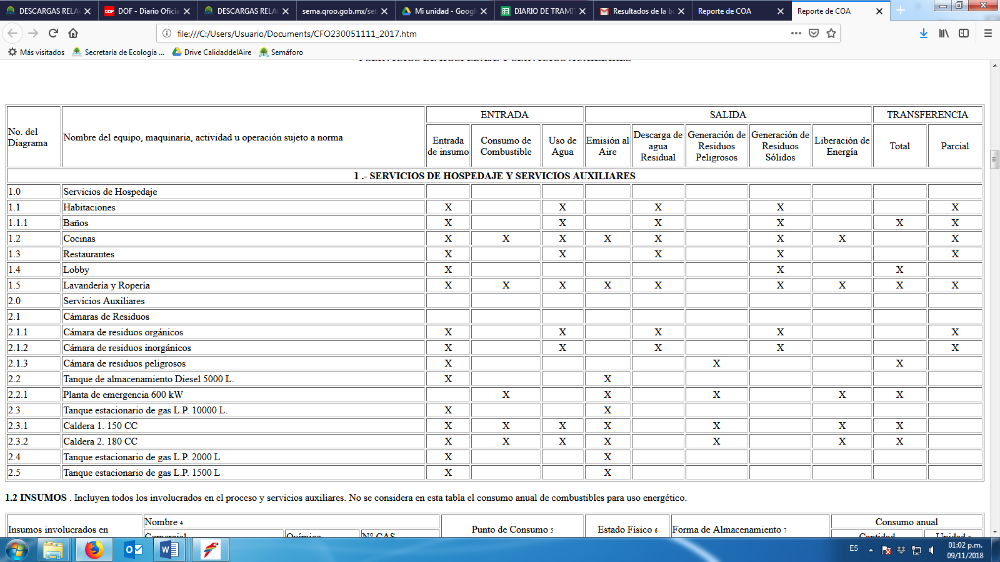 DESCARGAS RELA
DOF - Diario Oficia
DESCARGAS RELA
sema.qroo.gob.mx/se
Mi unidad - Googl
DIARIO DE TRAMIT
Resultados de la b
Reporte de COA
Reporte de COA
file:///C:/Users/Usuario/Documents/CFO230051111_2017.htm
Más visitados Secretaría de Ecología ... Drive CalidaddelAire Semáforo
1 SERVICIOS DE HOSPEDAJE Y SERVICIOS AUXILIARES
No. del Diagrama | Nombre del equipo, maquinaria, actividad u operación sujeto a norma | ENTRADA | SALIDA | TRANSFERENCIA
Entrada de insumo | Consumo de Combustible | Uso de Agua | Emisión al Aire | Descarga de agua Residual | Generación de Residuos Peligrosos | Generación de Residuos Sólidos | Liberación de Energía | Total | Parcial
1 .- SERVICIOS DE HOSPEDAJE Y SERVICIOS AUXILIARES
1.0 Servicios de Hospedaje
1.1 Habitaciones X X X X X
1.1.1 Baños X X X X X X
1.2 Cocinas X X X X X X X X
1.3 Restaurantes X X X X X
1.4 Lobby X X X
1.5 Lavandería y Ropería X X X X X X X X X
2.0 Servicios Auxiliares
2.1 Cámaras de Residuos
2.1.1 Cámara de residuos orgánicos X X X X X
2.1.2 Cámara de residuos inorgánicos X X X X X
2.1.3 Cámara de residuos peligrosos X X X
2.2 Tanque de almacenamiento Diesel 5000 L. X X
2.2.1 Planta de emergencia 600 kW X X X X X
2.3 Tanque estacionario de gas L.P. 10000 L. X X
2.3.1 Caldera 1. 150 CC X X X X X X X
2.3.2 Caldera 2. 180 CC X X X X X X X
2.4 Tanque estacionario de gas L.P. 2000 L X X
2.5 Tanque estacionario de gas L.P. 1500 L X X
1.2 INSUMOS . Incluyen todos los involucrados en el proceso y servicios auxiliares. No se considera en esta tabla el consumo anual de combustibles para uso energético.
Insumos involucrados en | Nombre 4 | Punto de Consumo 5 | Estado Físico 6 | Forma de Almacenamiento 7 | Consumo anual
Comercial | Químico | N° CAS | Cantidad | Unidad
ES 01:02 p.m.
09/11/2018